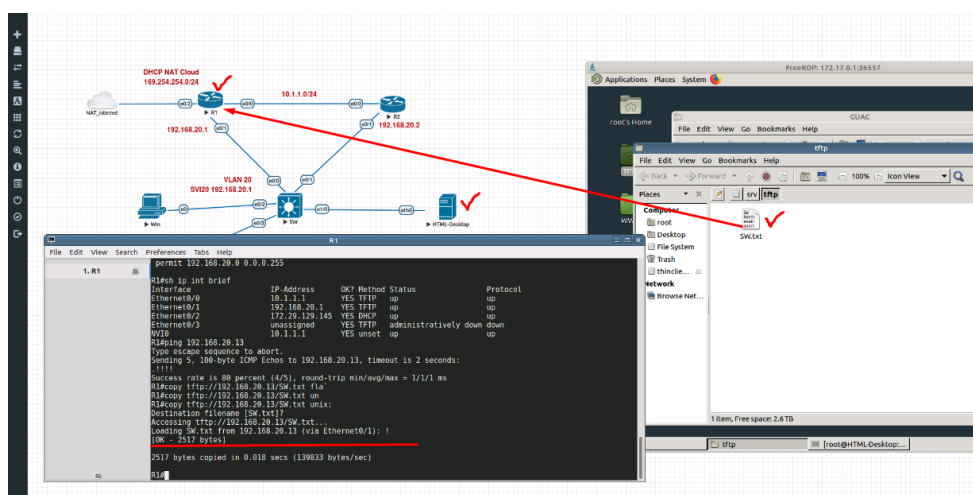 DHCP NAT Cloud
169.254.254.0/24
NAT_internet
e0/2
R1
e0/0
10.1.1.0/24
e0/0
R2
192.168.20.1
e0/1
e0/1
192.168.20.2
VLAN 20
SVI20 192.168.20.1
e0/0
e0/1
Win
e0
e0/2
SW
e1/0
eth0
HTML-Desktop
e0/3
FreeRDP: 172.17.0.1:36557
Applications Places System
root's Home
GUAC
File Edit View Go Bookmarks Help
tftp
File Edit View Go Bookmarks Help
Back Forward 100% Icon View
Places srv tftp
Computer
root
Desktop
File System
Trash
thinclie...
Network
Browse Net...
SW.txt
1 item, Free space: 2.6 TB
tftp [root@HTML-Desktop:...
R1
File Edit View Search Preferences Tabs Help
1. R1
permit 192.168.20.0 0.0.0.255
R1#sh ip int brief
Interface IP-Address OK? Method Status Protocol
Ethernet0/0 10.1.1.1 YES TFTP up up
Ethernet0/1 192.168.20.1 YES TFTP up up
Ethernet0/2 172.29.129.145 YES DHCP up up
Ethernet0/3 unassigned YES TFTP administratively down down
NVI0 10.1.1.1 YES unset up up
R1#ping 192.168.20.13
Type escape sequence to abort.
Sending 5, 100-byte ICMP Echos to 192.168.20.13, timeout is 2 seconds:
.!!!!
Success rate is 80 percent (4/5), round-trip min/avg/max = 1/1/1 ms
R1#copy tftp://192.168.20.13/SW.txt fla`
R1#copy tftp://192.168.20.13/SW.txt un
R1#copy tftp://192.168.20.13/SW.txt unix:
Destination filename [SW.txt]?
Accessing tftp://192.168.20.13/SW.txt...
Loading SW.txt from 192.168.20.13 (via Ethernet0/1): !
[OK - 2517 bytes]
2517 bytes copied in 0.018 secs (139833 bytes/sec)
R1#